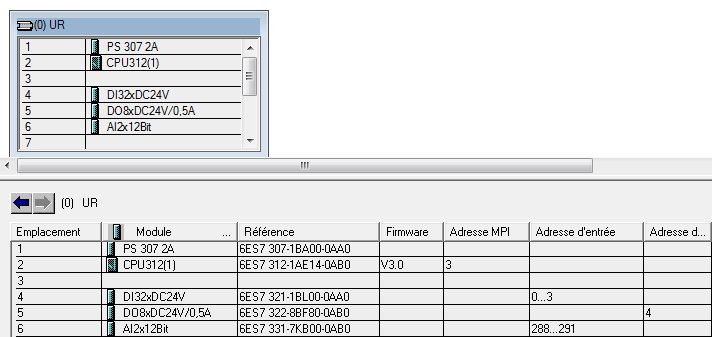 (0) UR
1 PS 307 2A
2 CPU312(1)
3
4 DI32xDC24V
5 DO8xDC24V/0,5A
6 AI2x12Bit
7
(0) UR
Emplacement Module ... Référence Firmware Adresse MPI Adresse d'entrée Adresse d...
1 PS 307 2A 6ES7 307-1BA00-0AA0
2 CPU312(1) 6ES7 312-1AE14-0AB0 V3.0 3
3
4 DI32xDC24V 6ES7 321-1BL00-0AA0 0...3
5 DO8xDC24V/0,5A 6ES7 322-8BF80-0AB0 4
6 AI2x12Bit 6ES7 331-7KB00-0AB0 288...291